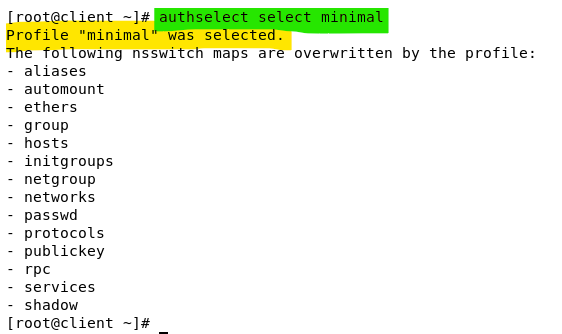 [root@client ~]# authselect select minimal
Profile "minimal" was selected.
The following nsswitch maps are overwritten by the profile:
- aliases
- automount
- ethers
- group
- hosts
- initgroups
- netgroup
- networks
- passwd
- protocols
- publickey
- rpc
- services
- shadow
[root@client ~]# _